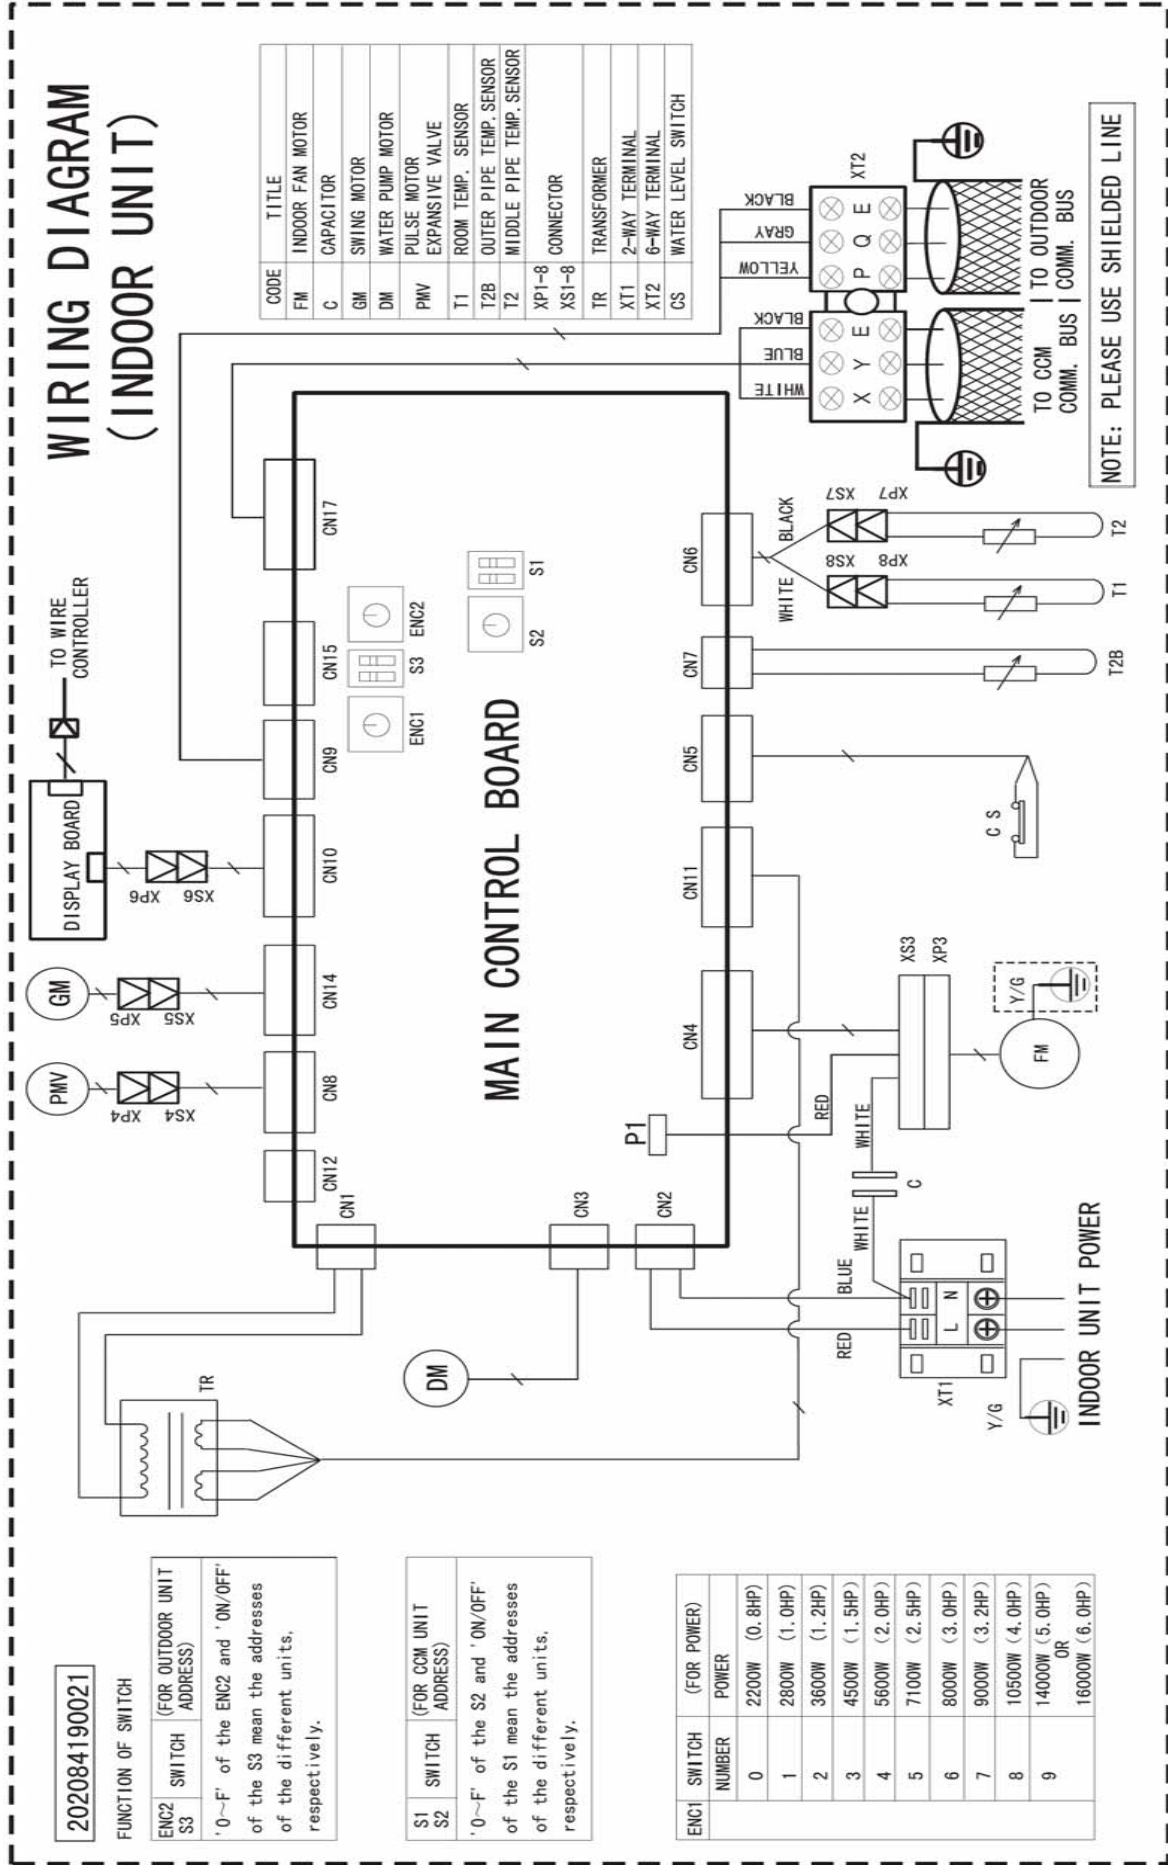 WIRING DIAGRAM
(INDOOR UNIT)
202084190021
FUNCTION OF SWITCH
ENC2
S3
SWITCH
(FOR OUTDOOR UNIT
ADDRESS)
'0~F' of the ENC2 and 'ON/OFF'
of the S3 mean the addresses
of the different units,
respectively.
S1
S2
SWITCH
(FOR CCM UNIT
ADDRESS)
'0~F' of the S2 and 'ON/OFF'
of the S1 mean the addresses
of the different units,
respectively.
ENC1 SWITCH (FOR POWER)
NUMBER POWER
0 2200W (0.8HP)
1 2800W (1.0HP)
2 3600W (1.2HP)
3 4500W (1.5HP)
4 5600W (2.0HP)
5 7100W (2.5HP)
6 8000W (3.0HP)
7 9000W (3.2HP)
8 10500W (4.0HP)
9 14000W (5.0HP)
OR
16000W (6.0HP)
TR
DM
PMV
XP4
XS4
GM
XP5
XS5
DISPLAY BOARD
XP6
XS6
TO WIRE
CONTROLLER
CN1
CN12
CN8
CN14
CN10
CN9
CN15
CN17
ENC1
S3
ENC2
S2
S1
MAIN CONTROL BOARD
CN3
CN2
P1
CN4
CN11
CN5
CN7
CN6
RED
BLUE
WHITE
WHITE
RED
C
XT1
L
N
Y/G
INDOOR UNIT POWER
XS3
XP3
FM
Y/G
C S
T2B
WHITE
BLACK
XS8
XP8
XS7
XP7
T1
T2
CODE TITLE
FM INDOOR FAN MOTOR
C CAPACITOR
GM SWING MOTOR
DM WATER PUMP MOTOR
PMV PULSE MOTOR
EXPANSIVE VALVE
T1 ROOM TEMP. SENSOR
T2B OUTER PIPE TEMP. SENSOR
T2 MIDDLE PIPE TEMP. SENSOR
XP1-8
XS1-8
CONNECTOR
TR TRANSFORMER
XT1 2-WAY TERMINAL
XT2 6-WAY TERMINAL
CS WATER LEVEL SWITCH
WHITE
BLUE
BLACK
YELLOW
GRAY
BLACK
X Y E P Q E
XT2
TO CCM
COMM. BUS
TO OUTDOOR
COMM. BUS
NOTE: PLEASE USE SHIELDED LINE